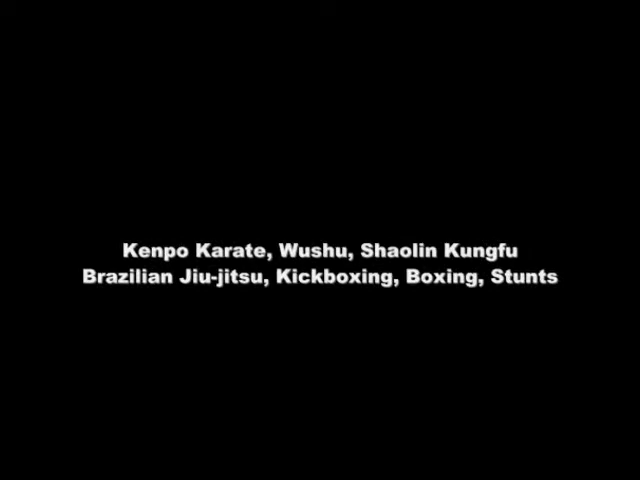 Kenpo Karate, Wushu, Shaolin Kungfu
Brazilian Jiu-jitsu, Kickboxing, Boxing, Stunts